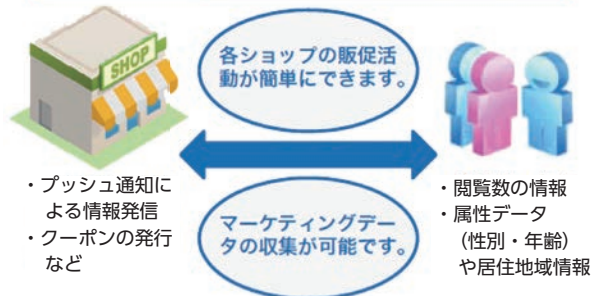 SHOP
各ショップの販促活
動が簡単にできます。
・プッシュ通知に
よる情報発信
・クーポンの発行
など
マーケティングデー
タの収集が可能です。
・閲覧数の情報
・属性データ
（性別・年齢）
や居住地域情報